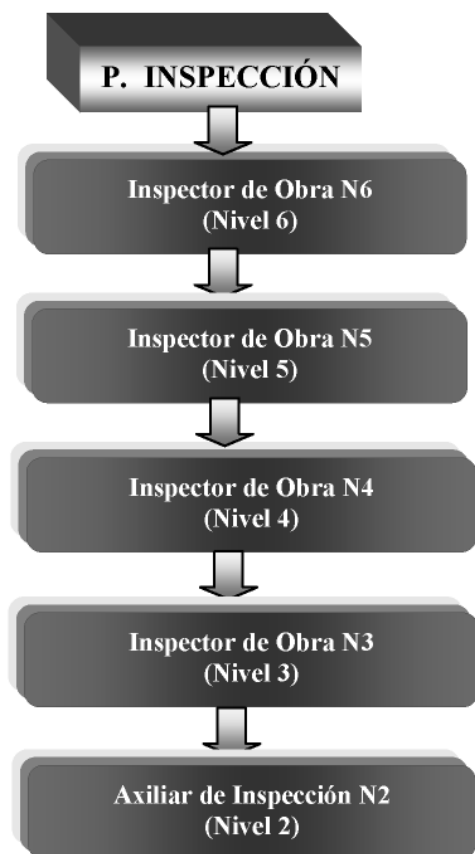 P. INSPECCIÓN
Inspector de Obra N6
(Nivel 6)
Inspector de Obra N5
(Nivel 5)
Inspector de Obra N4
(Nivel 4)
Inspector de Obra N3
(Nivel 3)
Axiliar de Inspección N2
(Nivel 2)